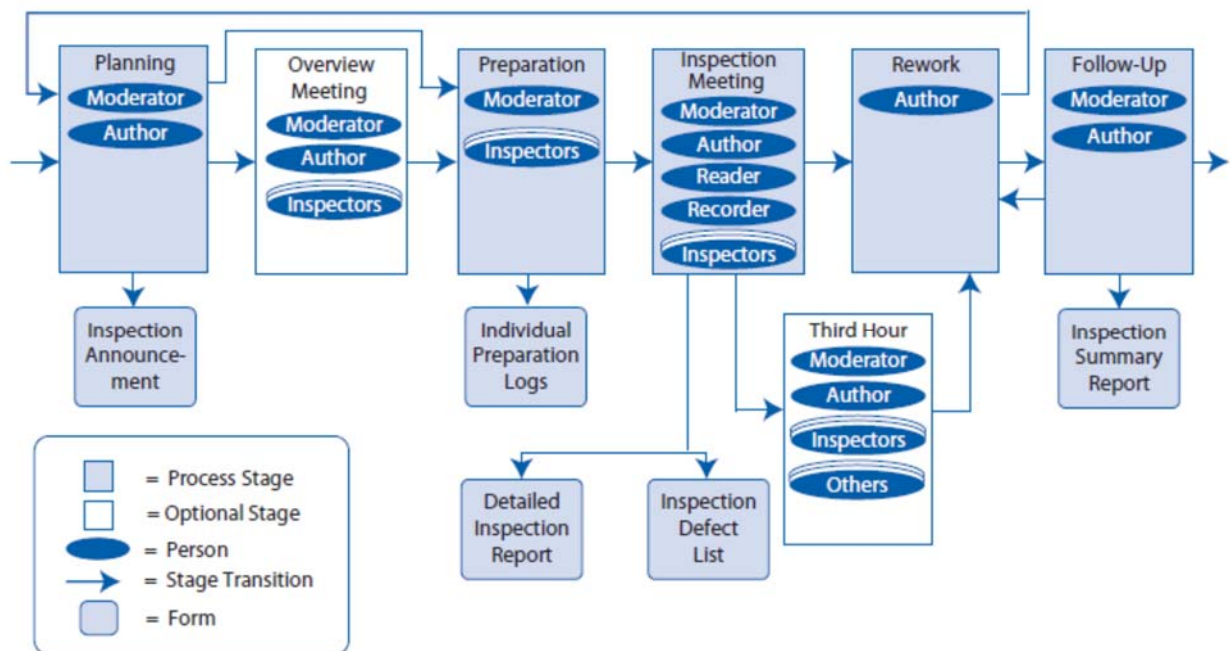 Planning
Moderator
Author
Overview
Meeting
Moderator
Author
Inspectors
Preparation
Moderator
Inspectors
Inspection
Meeting
Moderator
Author
Reader
Recorder
Inspectors
Rework
Author
Follow-Up
Moderator
Author
Inspection
Announce-
ment
Individual
Preparation
Logs
Third Hour
Moderator
Author
Inspectors
Others
Inspection
Summary
Report
Detailed
Inspection
Report
Inspection
Defect
List
= Process Stage
= Optional Stage
= Person
= Stage Transition
= Form